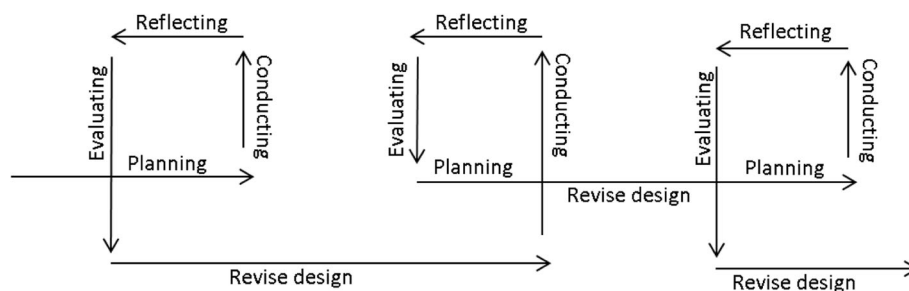 Reflecting
Evaluating
Conducting
Planning
Revise design
Reflecting
Evaluating
Conducting
Planning
Revise design
Reflecting
Evaluating
Conducting
Planning
Revise design